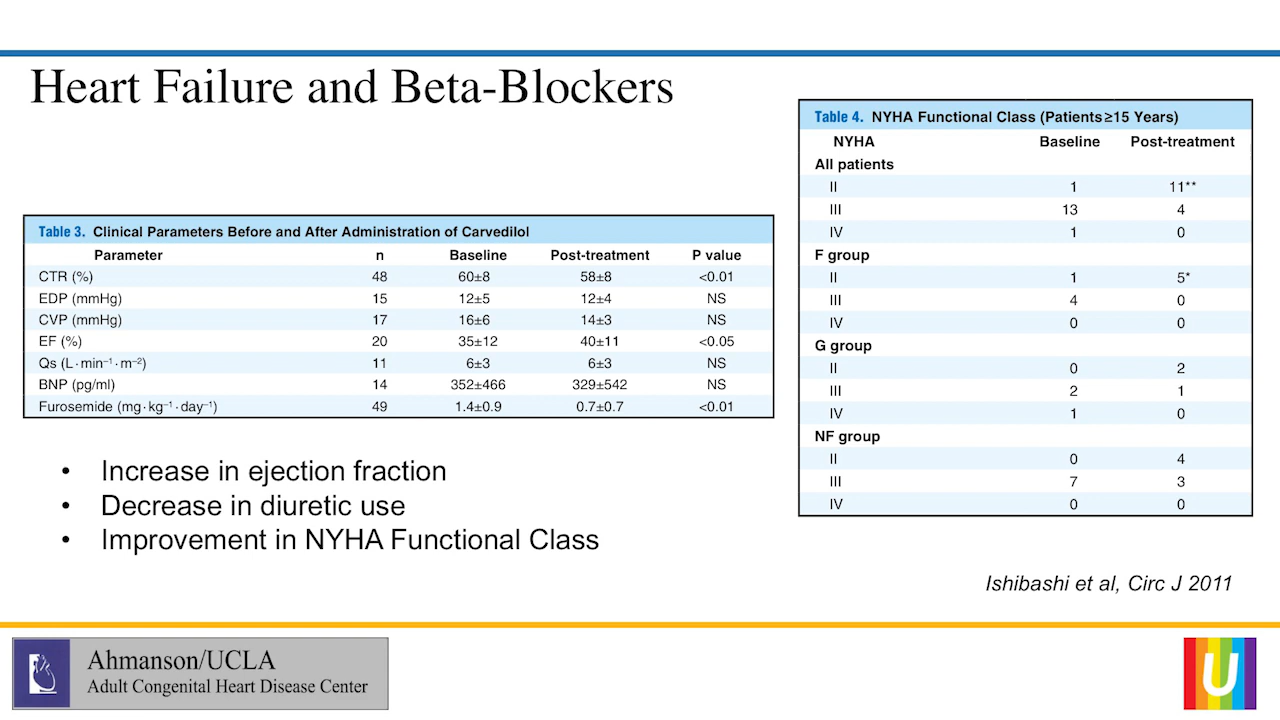 Heart Failure and Beta-Blockers
Table 3. Clinical Parameters Before and After Administration of Carvedilol
Parameter n Baseline Post-treatment P value
CTR (%) 48 60±8 58±8 <0.01
EDP (mmHg) 15 12±5 12±4 NS
CVP (mmHg) 17 16±6 14±3 NS
EF (%) 20 35±12 40±11 <0.05
Qs (L·min⁻¹·m⁻²) 11 6±3 6±3 NS
BNP (pg/ml) 14 352±466 329±542 NS
Furosemide (mg·kg⁻¹·day⁻¹) 49 1.4±0.9 0.7±0.7 <0.01
• Increase in ejection fraction
• Decrease in diuretic use
• Improvement in NYHA Functional Class
Table 4. NYHA Functional Class (Patients≥15 Years)
NYHA Baseline Post-treatment
All patients
II 1 11**
III 13 4
IV 1 0
F group
II 1 5*
III 4 0
IV 0 0
G group
II 0 2
III 2 1
IV 1 0
NF group
II 0 4
III 7 3
IV 0 0
Ishibashi et al, Circ J 2011
Ahmanson/UCLA
Adult Congenital Heart Disease Center
U